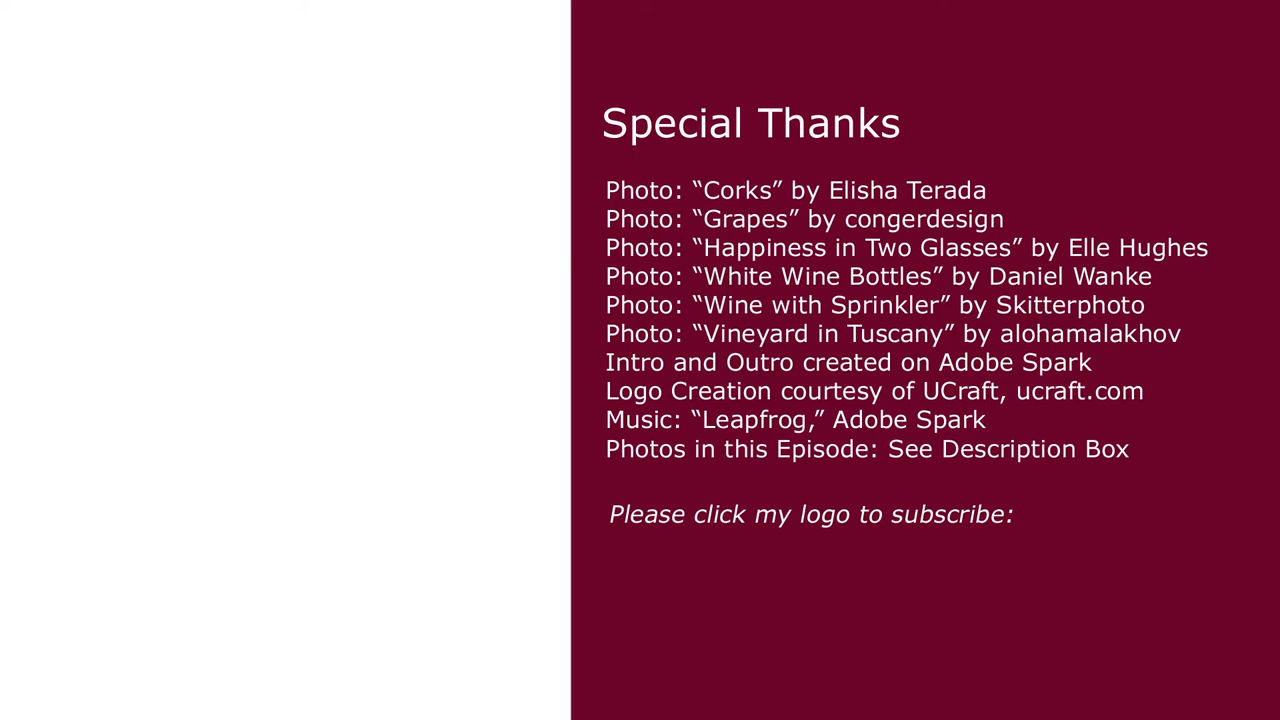 Special Thanks
Photo: “Corks” by Elisha Terada
Photo: “Grapes” by congerdesign
Photo: “Happiness in Two Glasses” by Elle Hughes
Photo: “White Wine Bottles” by Daniel Wanke
Photo: “Wine with Sprinkler” by Skitterphoto
Photo: “Vineyard in Tuscany” by alohamalakhov
Intro and Outro created on Adobe Spark
Logo Creation courtesy of UCraft, ucraft.com
Music: “Leapfrog,” Adobe Spark
Photos in this Episode: See Description Box
Please click my logo to subscribe: